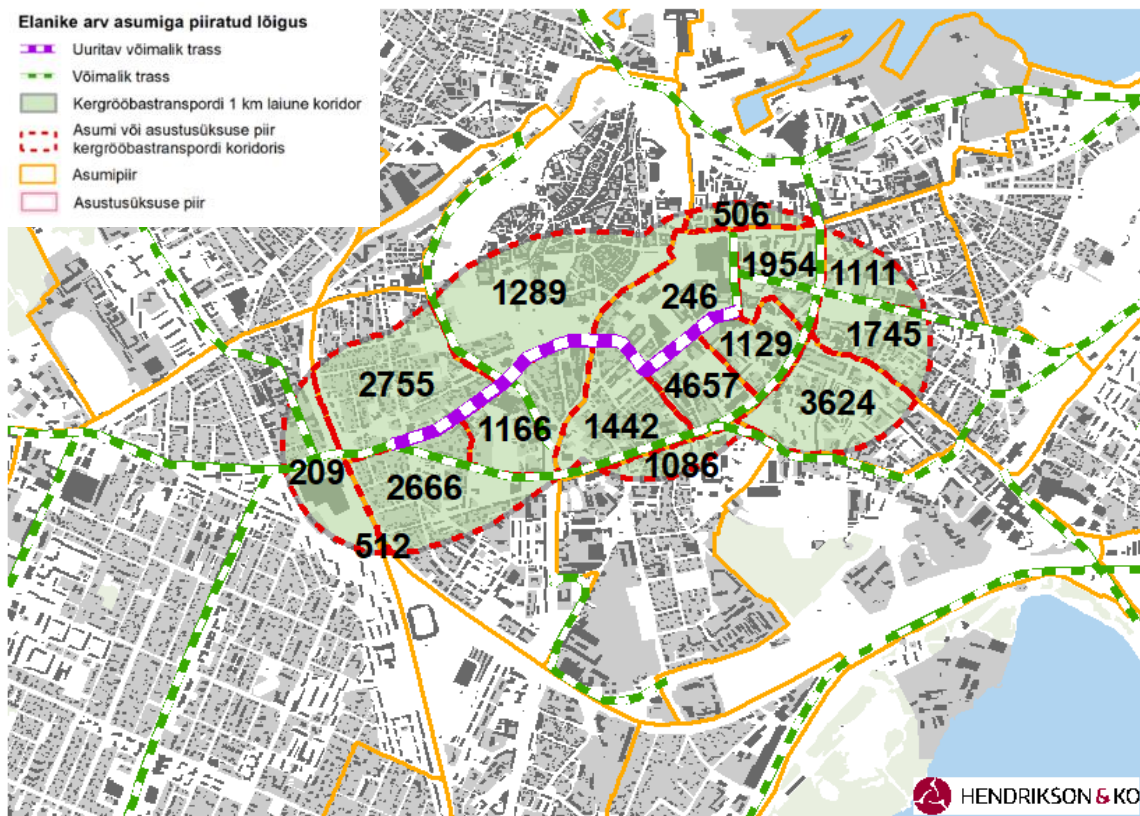 Elanike arv asumiga piiratud lõigus
Uuritav võimalik trass
Võimalik trass
Kergrööbastranspordi 1 km laiune koridor
Asumi või asustusüksuse piir
kergrööbastranspordi koridoris
Asumipiir
Asustusüksuse piir
506
1954
1111
1289
246
1745
1129
2755
4657
3624
1166
1442
1086
209
2666
512
HENDRIKSON & KO